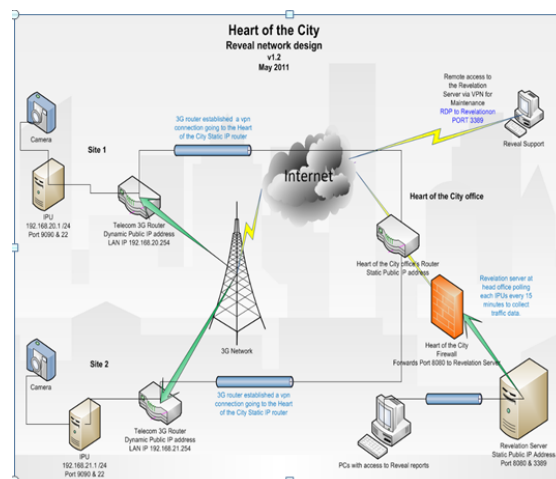 Heart of the City
Reveal network design
v1.2
May 2011
3G router established a vpn
connection going to the Heart
of the City Static IP router
Remote access to
the Revelation
Server via VPN for
Maintenance
RDP to Revelationon
PORT 3389
Reveal Support
Camera
Site 1
Internet
IPU
192.168.20.1 /24
Port 9090 & 22
Telecom 3G Router
Dynamic Public IP address
LAN IP 192.168.20.254
Heart of the City office
Heart of the City office's Router
Static Public IP address
Revelation server at
head office polling
each IPUs every 15
minutes to collect
traffic data.
3G Network
Heart of the City
Firewall
Forwards Port 8080 to Revelation Server
Site 2
Camera
3G router established a vpn
connection going to the Heart
of the City Static IP router
IPU
192.168.21.1 /24
Port 9090 & 22
Telecom 3G Router
Dynamic Public IP address
LAN IP 192.168.21.254
PCs with access to Reveal reports
Revelation Server
Static Public IP Address
Port 8080 & 3389